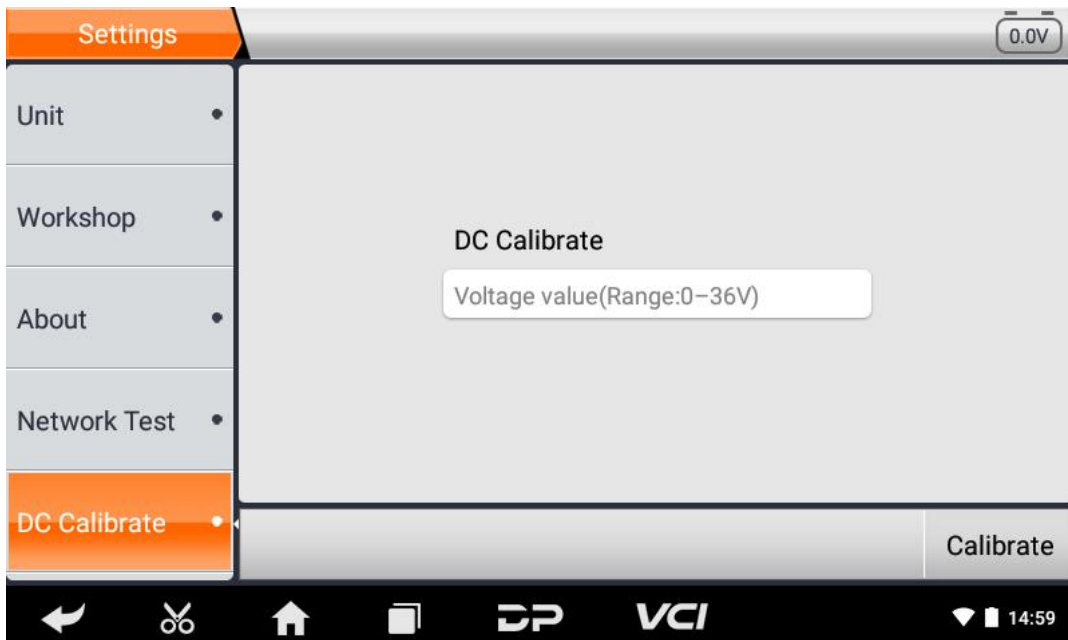 Settings
0.0V
Unit
Workshop
About
Network Test
DC Calibrate
DC Calibrate
Voltage value(Range:0–36V)
Calibrate
DP
VCI
14:59